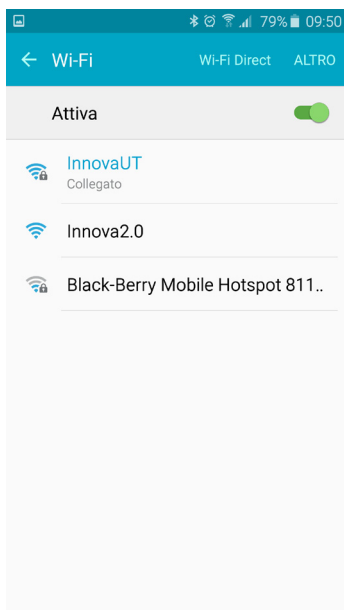 79% 09:50
Wi-Fi Wi-Fi Direct ALTRO
Attiva
InnovaUT
Collegato
Innova2.0
Black-Berry Mobile Hotspot 811..